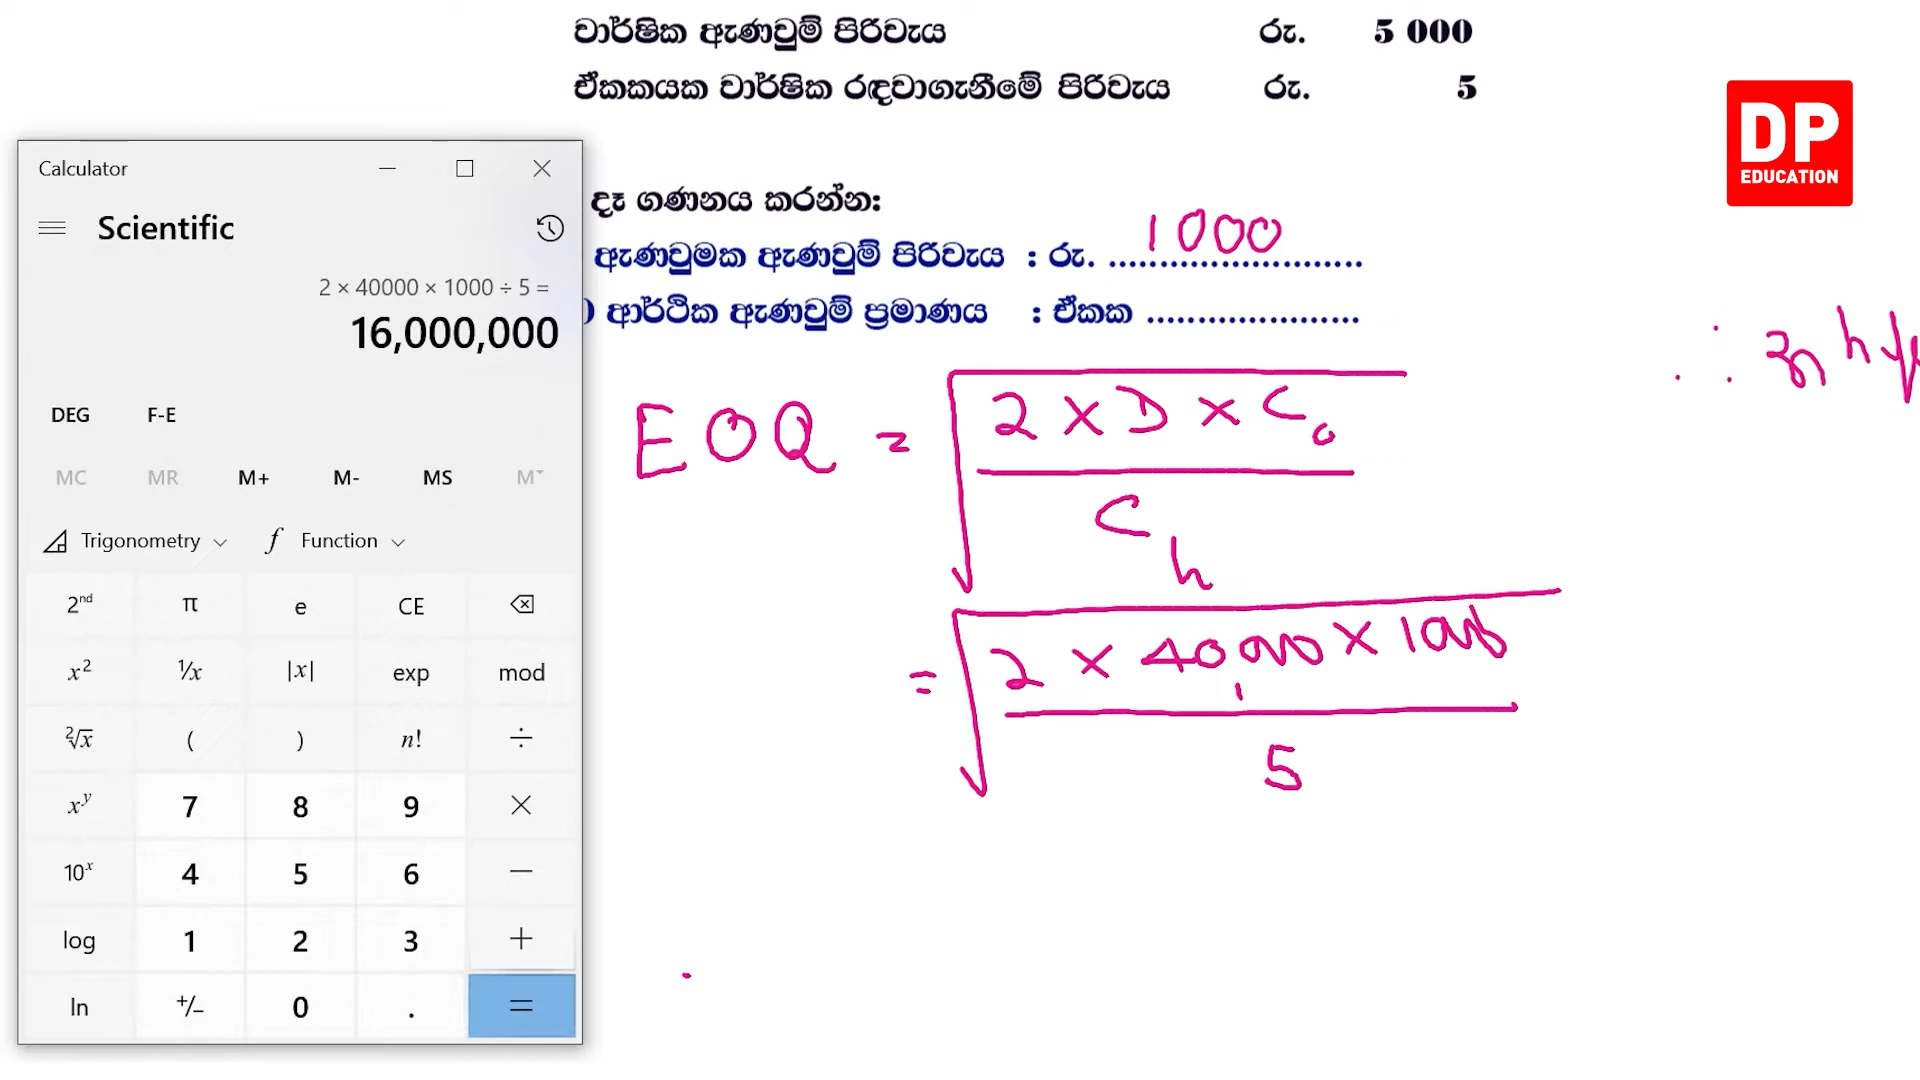 වාර්ෂික ඇණවුම් පිරිවැය රු. 5 000
ඒකකයක වාර්ෂික රඳවාගැනීමේ පිරිවැය රු. 5
DP
EDUCATION
Calculator
Scientific
2 × 40000 × 1000 ÷ 5 =
16,000,000
DEG F-E
MC MR M+ M- MS M˅
Trigonometry f Function
2nd π e CE
x² ¹/x |x| exp mod
²√x ( ) n! ÷
xʸ 7 8 9 ×
10ˣ 4 5 6 −
log 1 2 3 +
ln +/− 0 . =
දෑ ගණනය කරන්න:
ඇණවුමක ඇණවුම් පිරිවැය : රු. 1000
) ආර්ථික ඇණවුම් ප්‍රමාණය : ඒකක .....................
EOQ = √ 2 × D × Co
Ch
= √ 2 × 40,000 × 1000
5